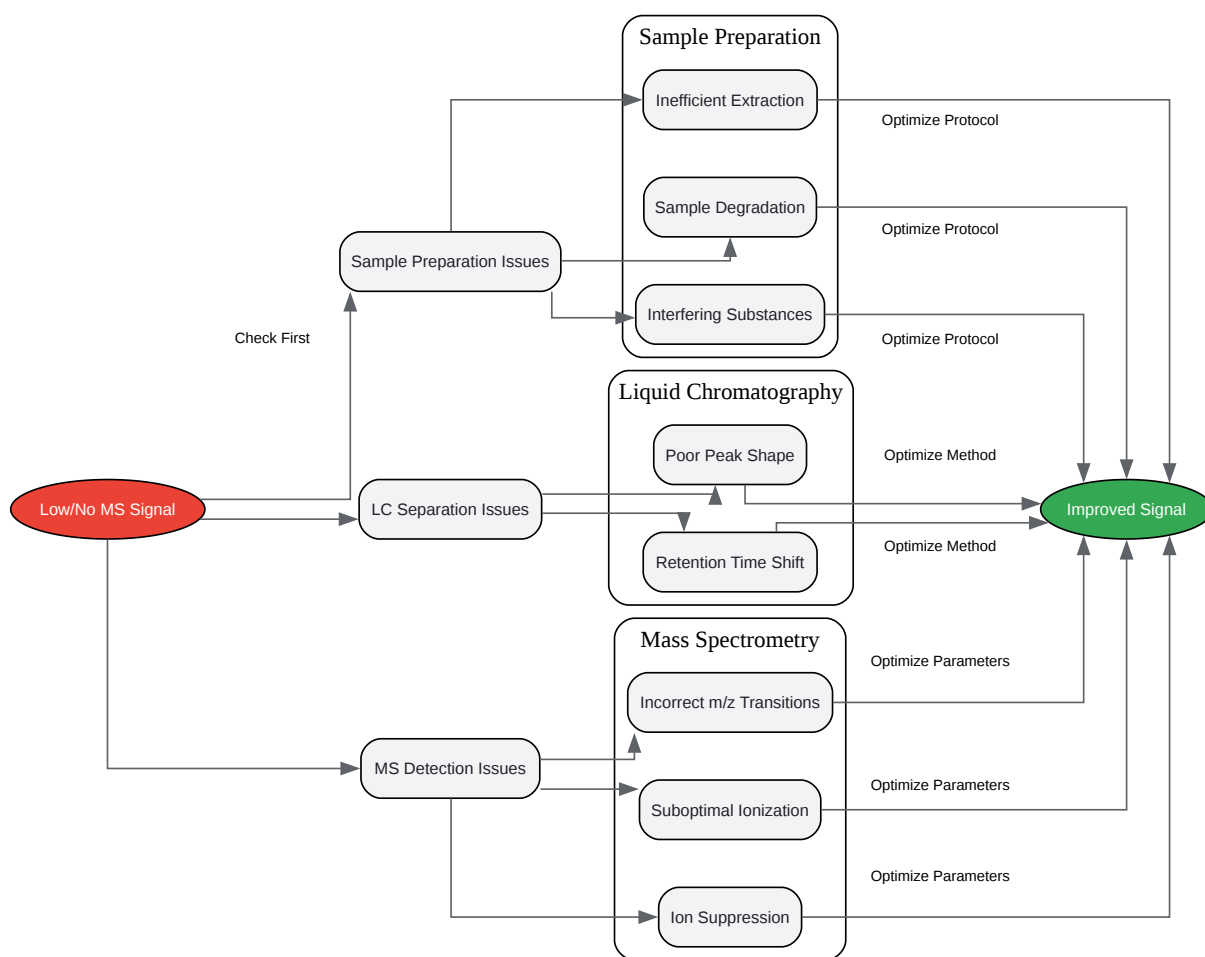 Sample Preparation
Inefficient Extraction
Optimize Protocol
Sample Degradation
Optimize Protocol
Sample Preparation Issues
Interfering Substances
Check First
Optimize Protocol
Liquid Chromatography
Poor Peak Shape
Optimize Method
Low/No MS Signal
LC Separation Issues
Improved Signal
Optimize Method
Retention Time Shift
Mass Spectrometry
Optimize Parameters
Incorrect m/z Transitions
MS Detection Issues
Optimize Parameters
Suboptimal Ionization
Optimize Parameters
Ion Suppression